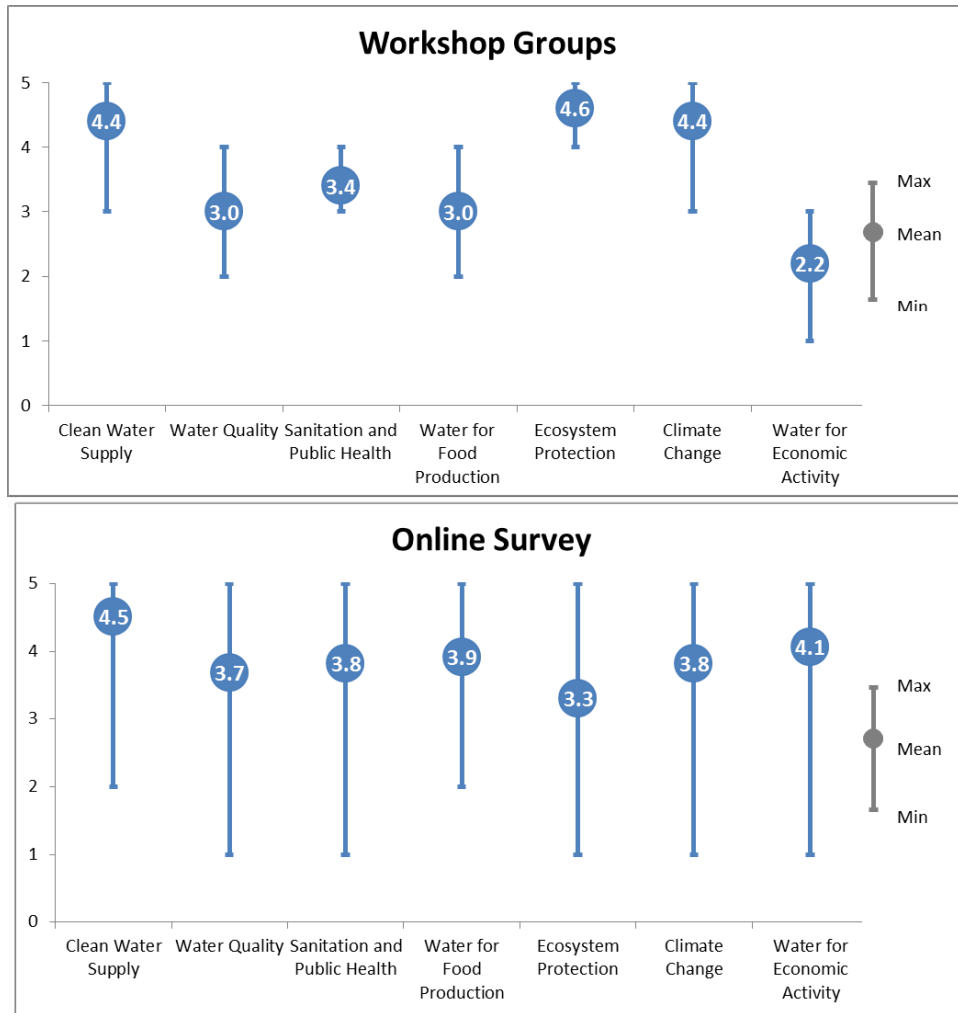 Workshop Groups
5
4
3
2
1
0
4.4
3.0
3.4
3.0
4.6
4.4
2.2
Max
Mean
Min
Clean Water
Supply
Water Quality
Sanitation and
Public Health
Water for
Food
Production
Ecosystem
Protection
Climate
Change
Water for
Economic
Activity
Online Survey
5
4
3
2
1
0
4.5
3.7
3.8
3.9
3.3
3.8
4.1
Max
Mean
Min
Clean Water
Supply
Water Quality
Sanitation and
Public Health
Water for
Food
Production
Ecosystem
Protection
Climate
Change
Water for
Economic
Activity